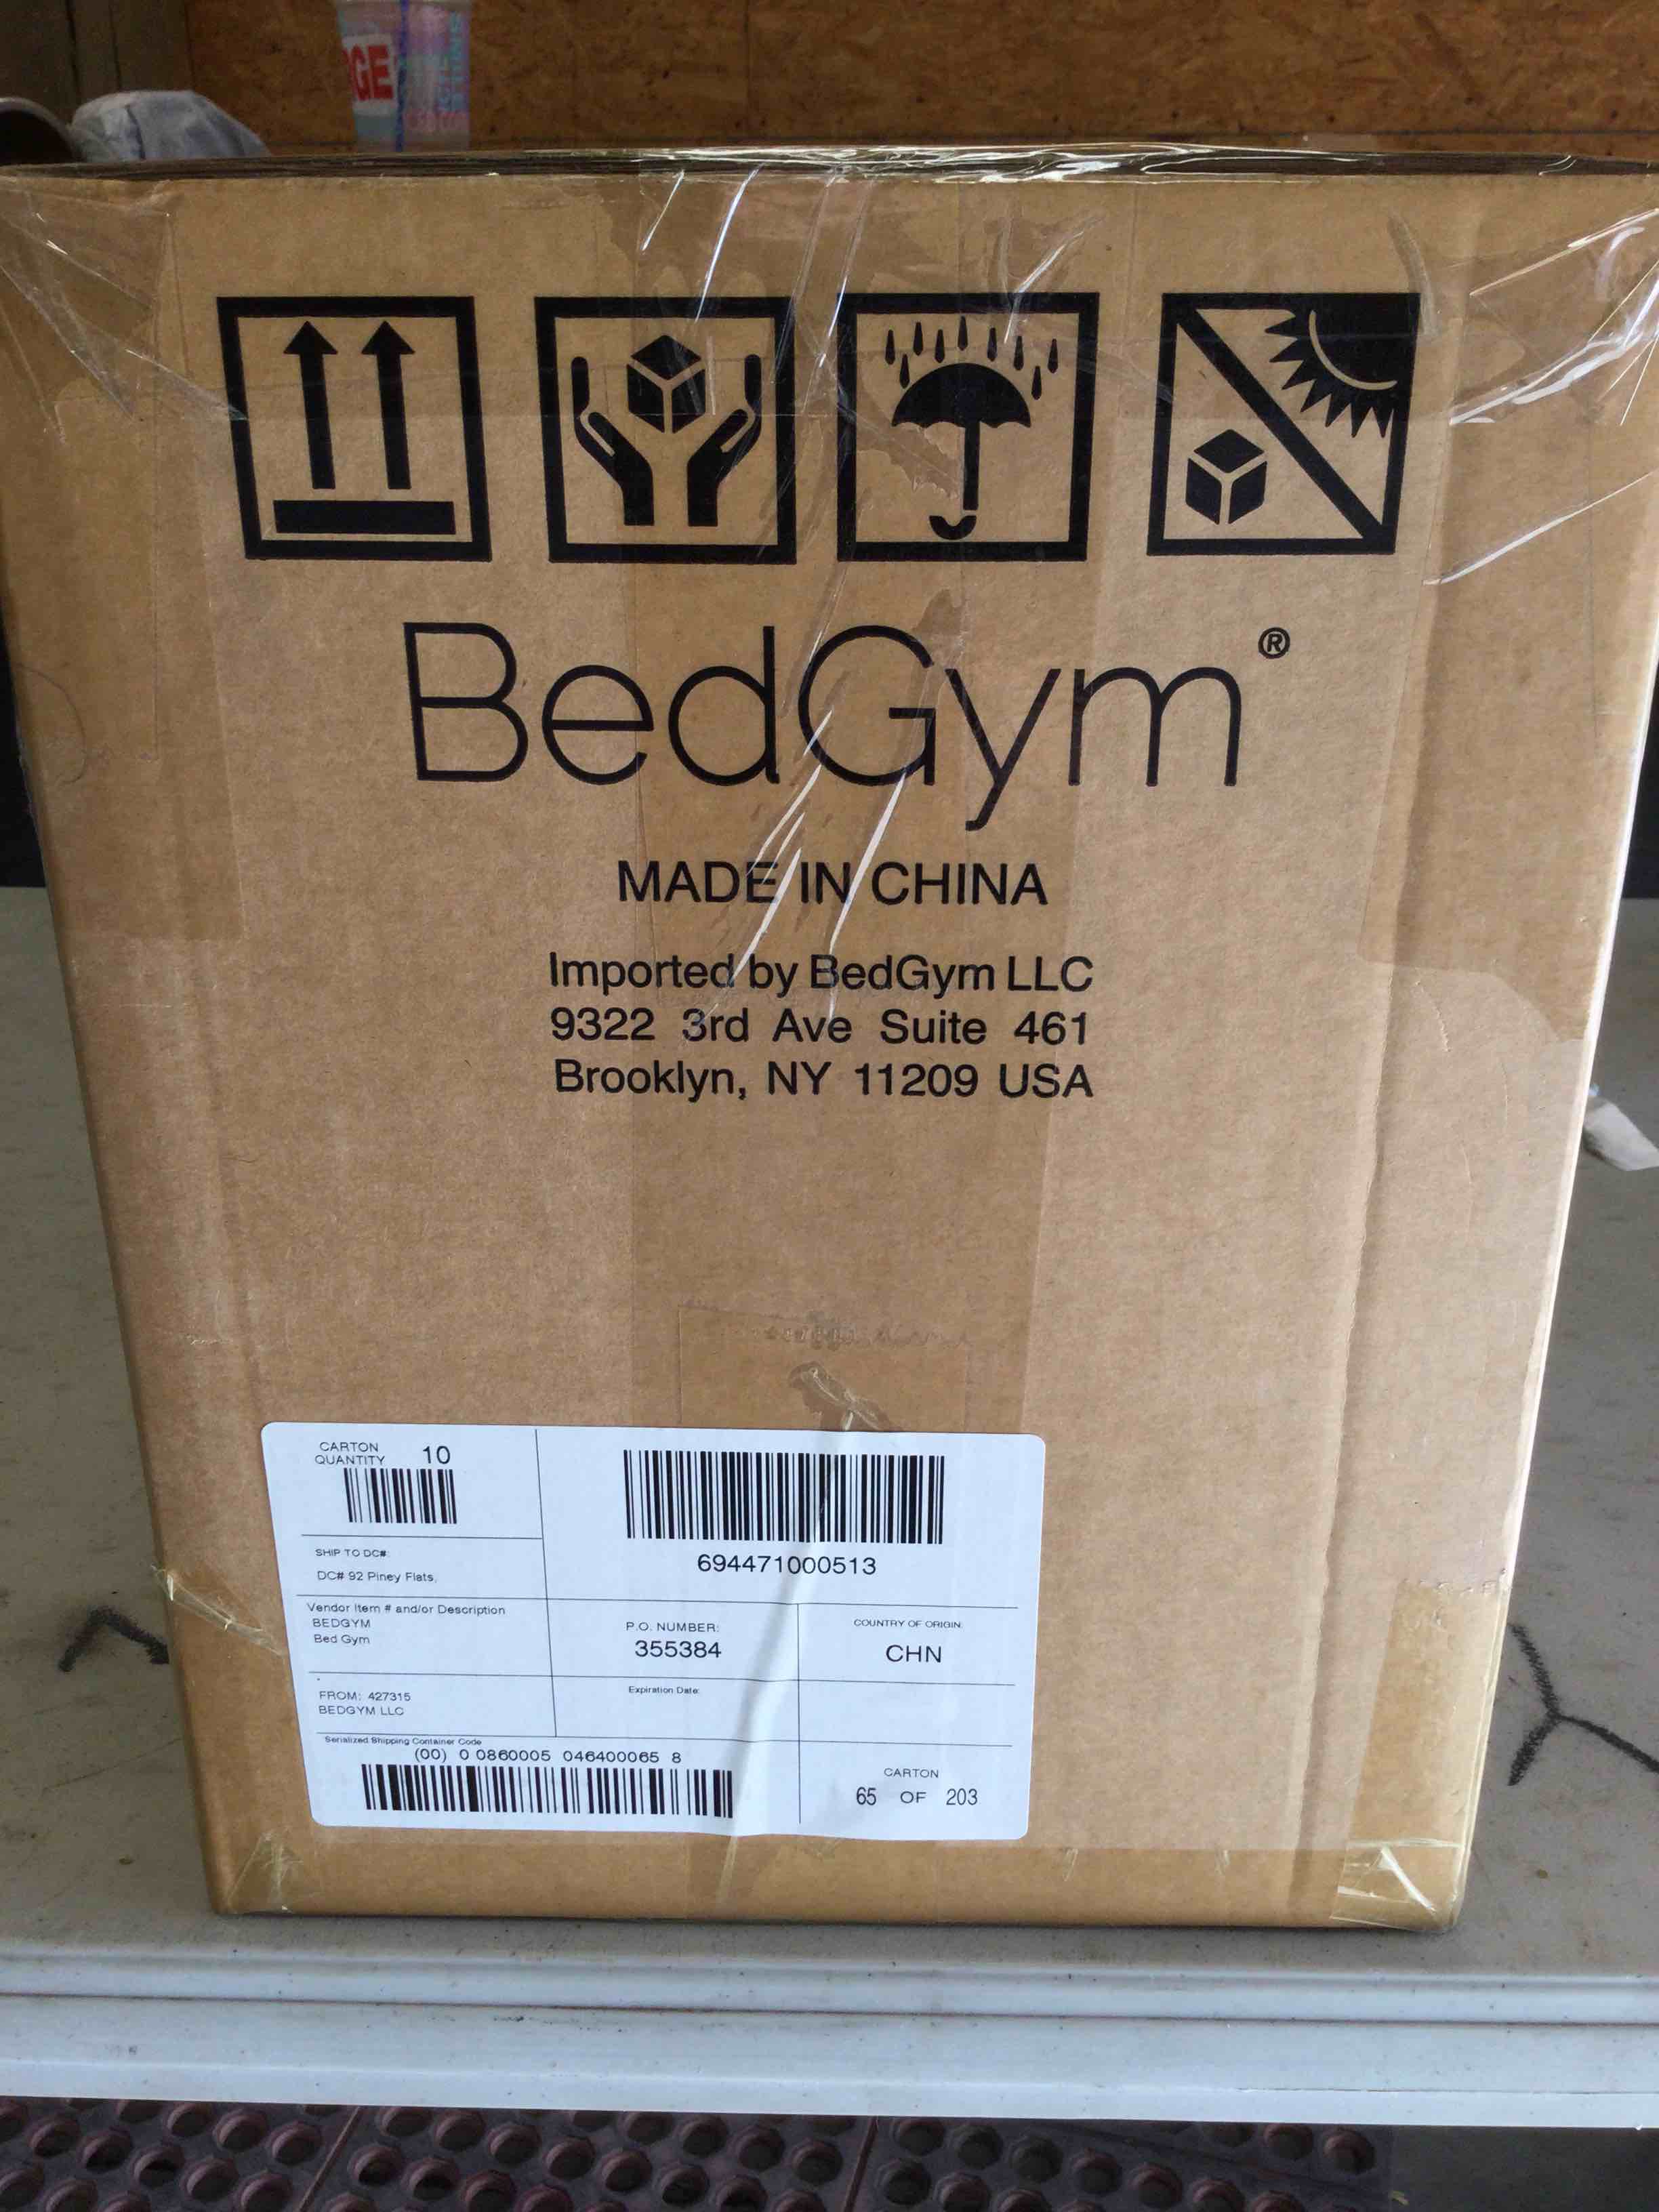 GE
BedGym®
MADE IN CHINA
Imported by BedGym LLC
9322 3rd Ave Suite 461
Brooklyn, NY 11209 USA
CARTON
QUANTITY 10
694471000513
SHIP TO DC#:
DC# 92 Piney Flats,
Vendor Item # and/or Description
BEDGYM
Bed Gym
P.O. NUMBER:
355384
COUNTRY OF ORIGIN:
CHN
FROM: 427315
BEDGYM LLC
Expiration Date:
Serialized Shipping Container Code
(00) 0 0860005 046400065 8
CARTON
65 OF 203